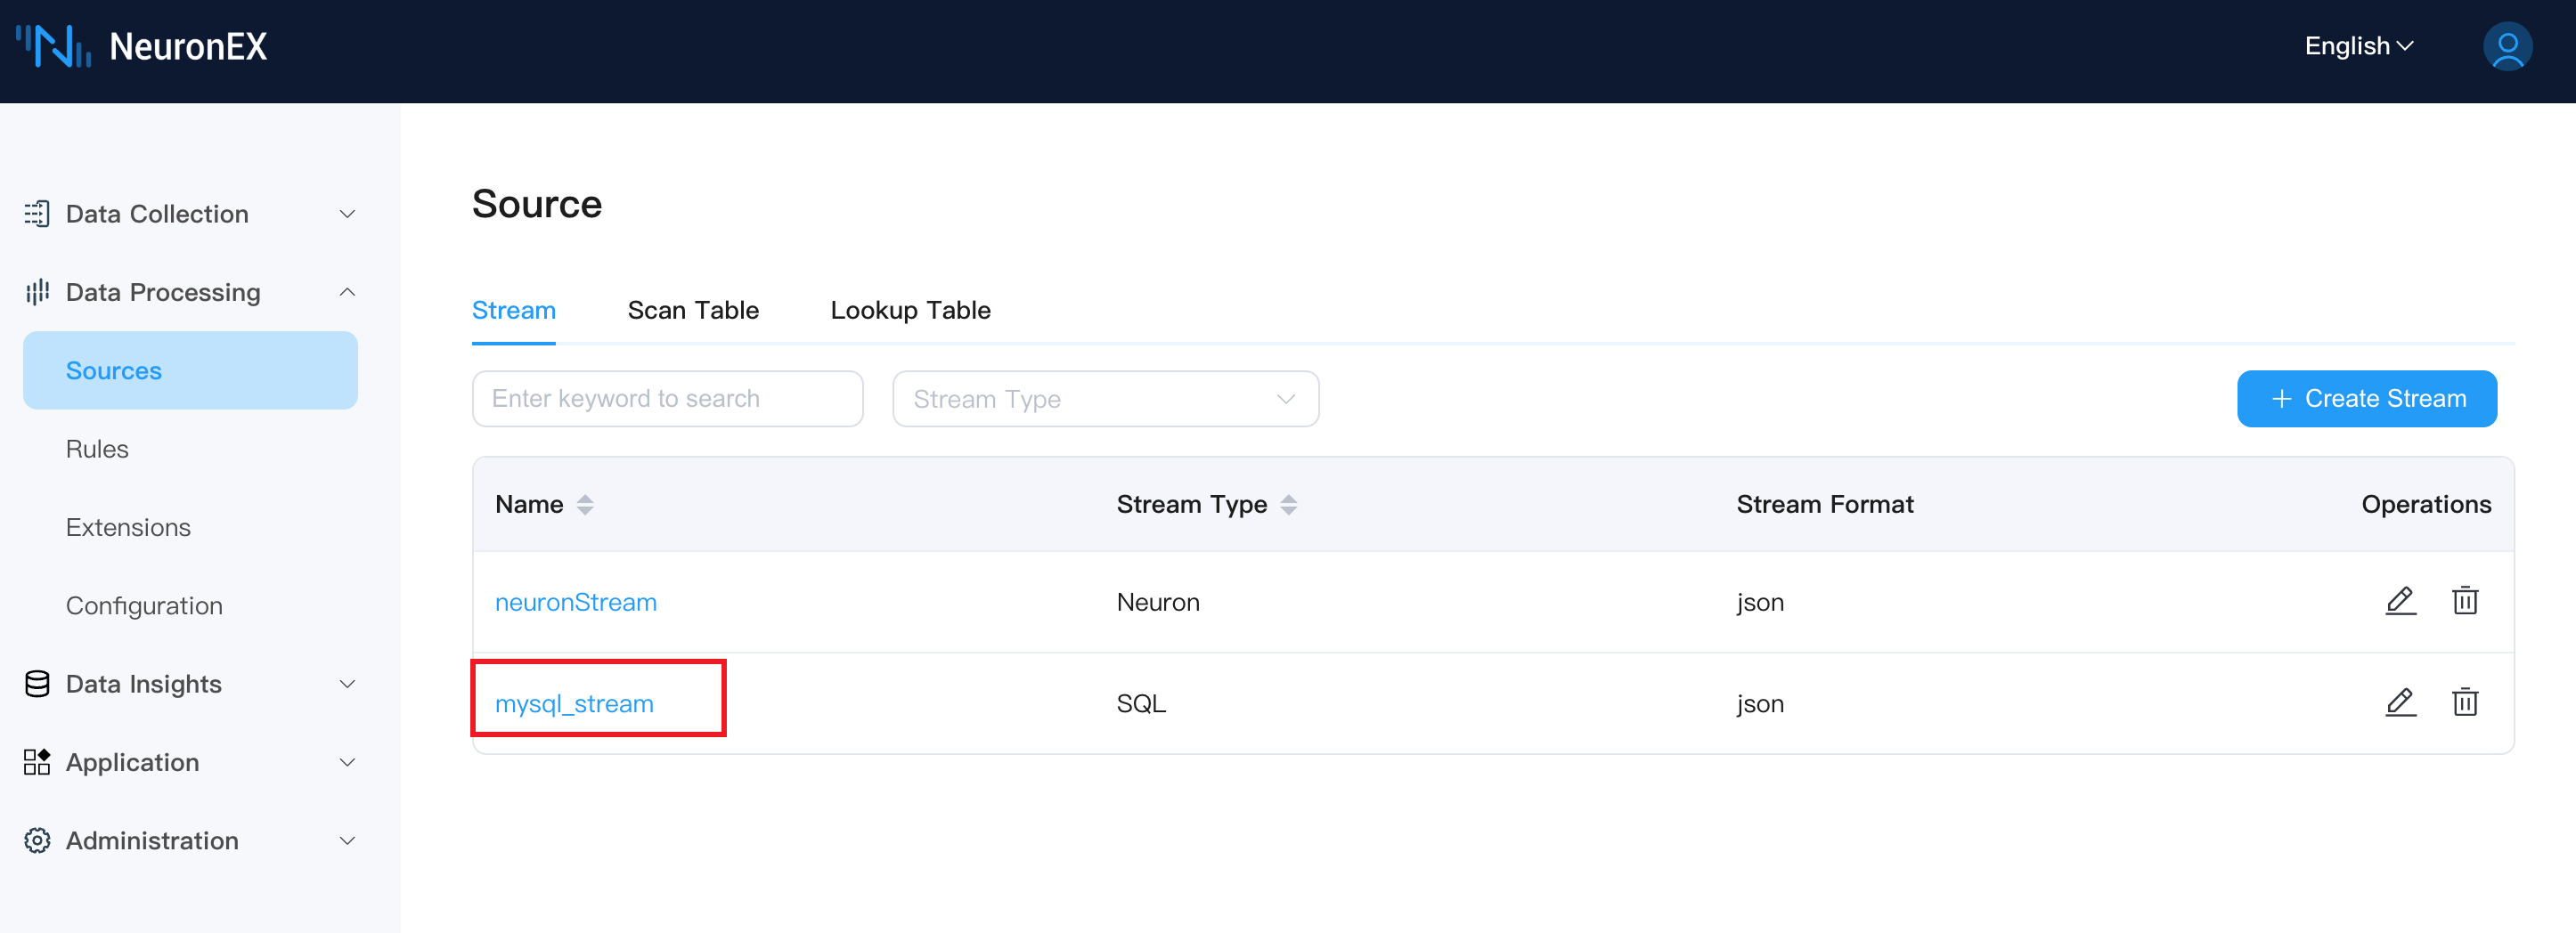 NeuronEX
English
Data Collection
Data Processing
Sources
Rules
Extensions
Configuration
Data Insights
Application
Administration
Source
Stream Scan Table Lookup Table
Enter keyword to search Stream Type + Create Stream
Name Stream Type Stream Format Operations
neuronStream Neuron json
mysql_stream SQL json